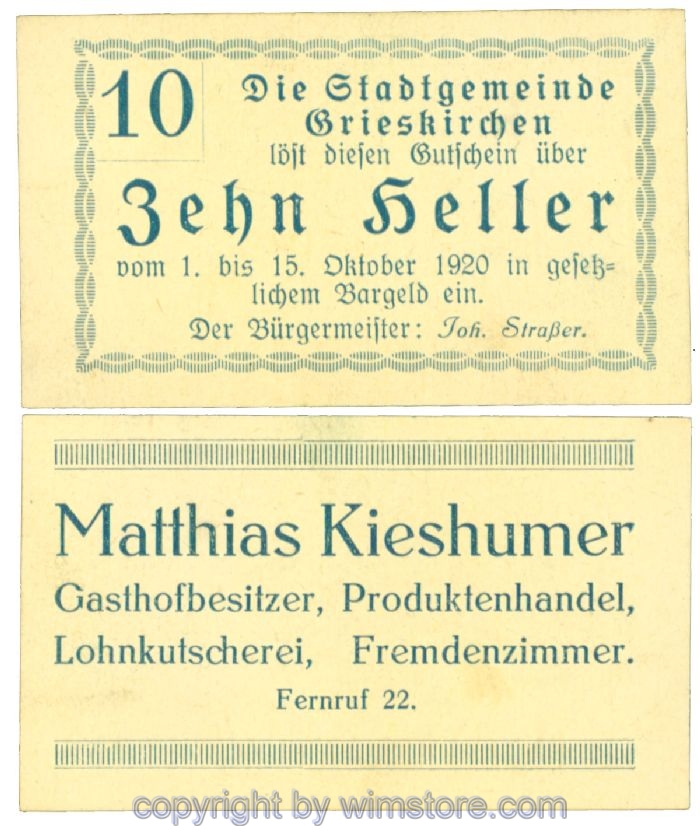 10
Die Stadtgemeinde
Grieskirchen
löst diesen Gutschein über
Zehn Heller
vom 1. bis 15. Oktober 1920 in gesetz=
lichem Bargeld ein.
Der Bürgermeister: Joh. Straßer.
Matthias Kieshumer
Gasthofbesitzer, Produktenhandel,
Lohnkutscherei, Fremdenzimmer.
Fernruf 22.
copyright by wimstore.com